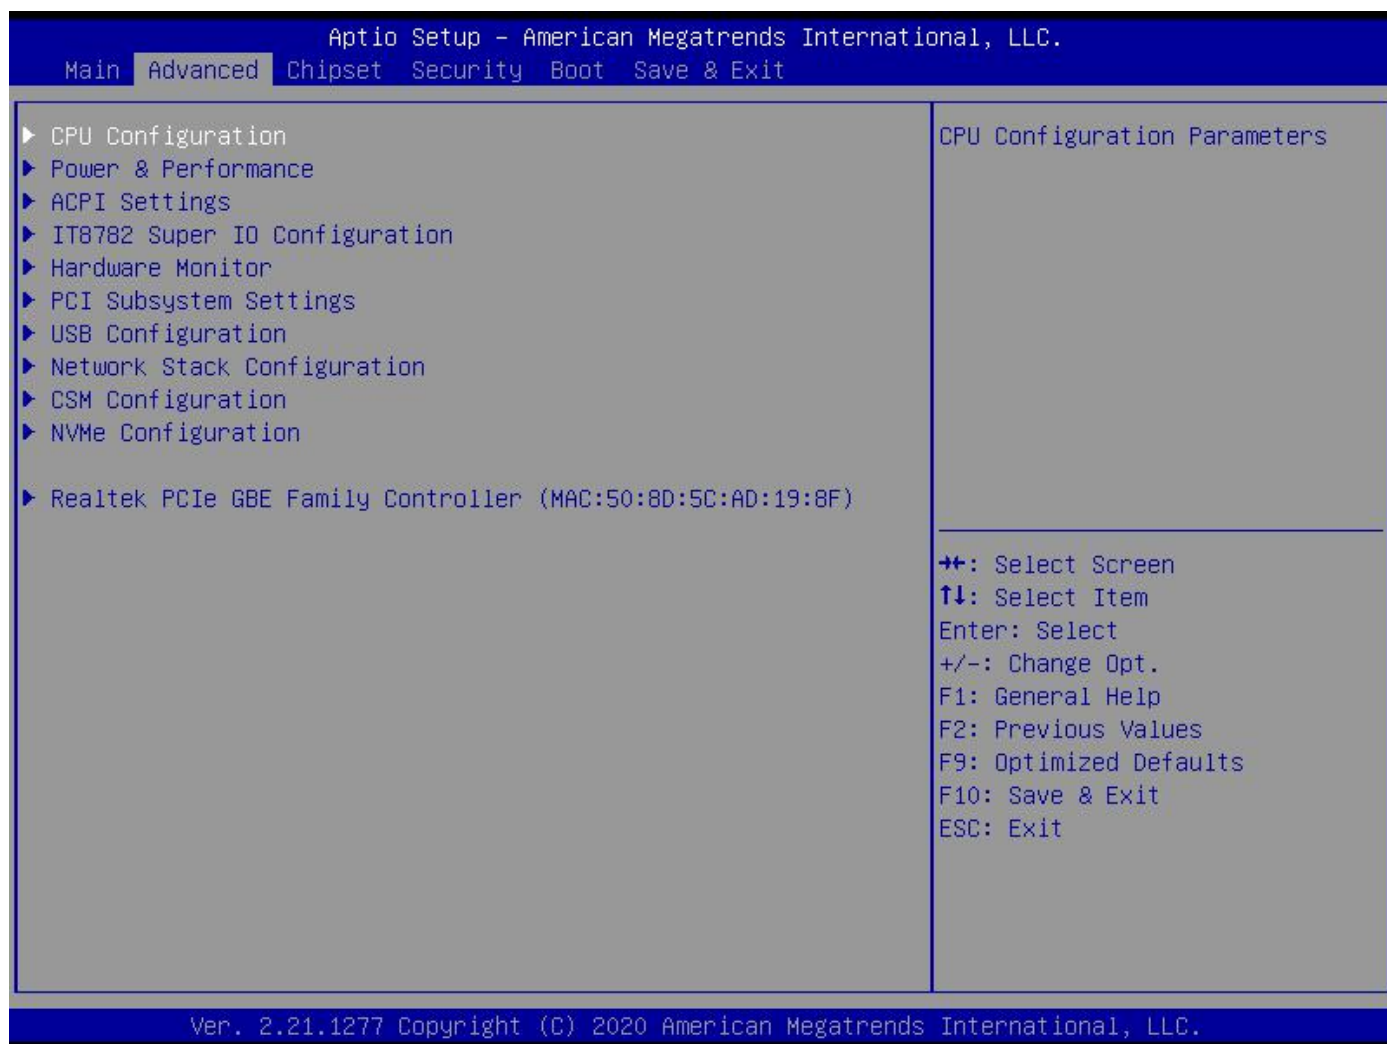 Aptio Setup – American Megatrends International, LLC.
Main Advanced Chipset Security Boot Save & Exit
CPU Configuration
Power & Performance
ACPI Settings
IT8782 Super IO Configuration
Hardware Monitor
PCI Subsystem Settings
USB Configuration
Network Stack Configuration
CSM Configuration
NVMe Configuration
Realtek PCIe GBE Family Controller (MAC:50:8D:5C:AD:19:8F)
CPU Configuration Parameters
→←: Select Screen
↑↓: Select Item
Enter: Select
+/-: Change Opt.
F1: General Help
F2: Previous Values
F9: Optimized Defaults
F10: Save & Exit
ESC: Exit
Ver. 2.21.1277 Copyright (C) 2020 American Megatrends International, LLC.